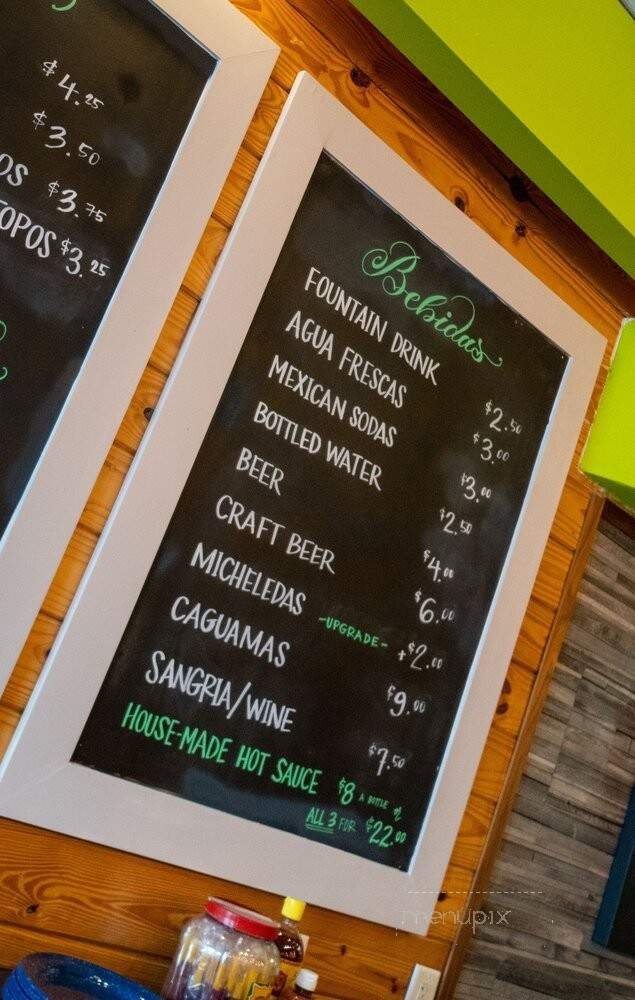 $4.25
$3.50
OS $3.75
OPOS $3.25
Bebidas
FOUNTAIN DRINK $2.50
AGUA FRESCAS $3.00
MEXICAN SODAS $3.00
BOTTLED WATER $2.50
BEER $4.00
CRAFT BEER $6.00
MICHELEDAS -UPGRADE- +$2.00
CAGUAMAS $9.00
SANGRIA/WINE $7.50
HOUSE-MADE HOT SAUCE $8 A BOTTLE
ALL 3 FOR $22.00
menupix